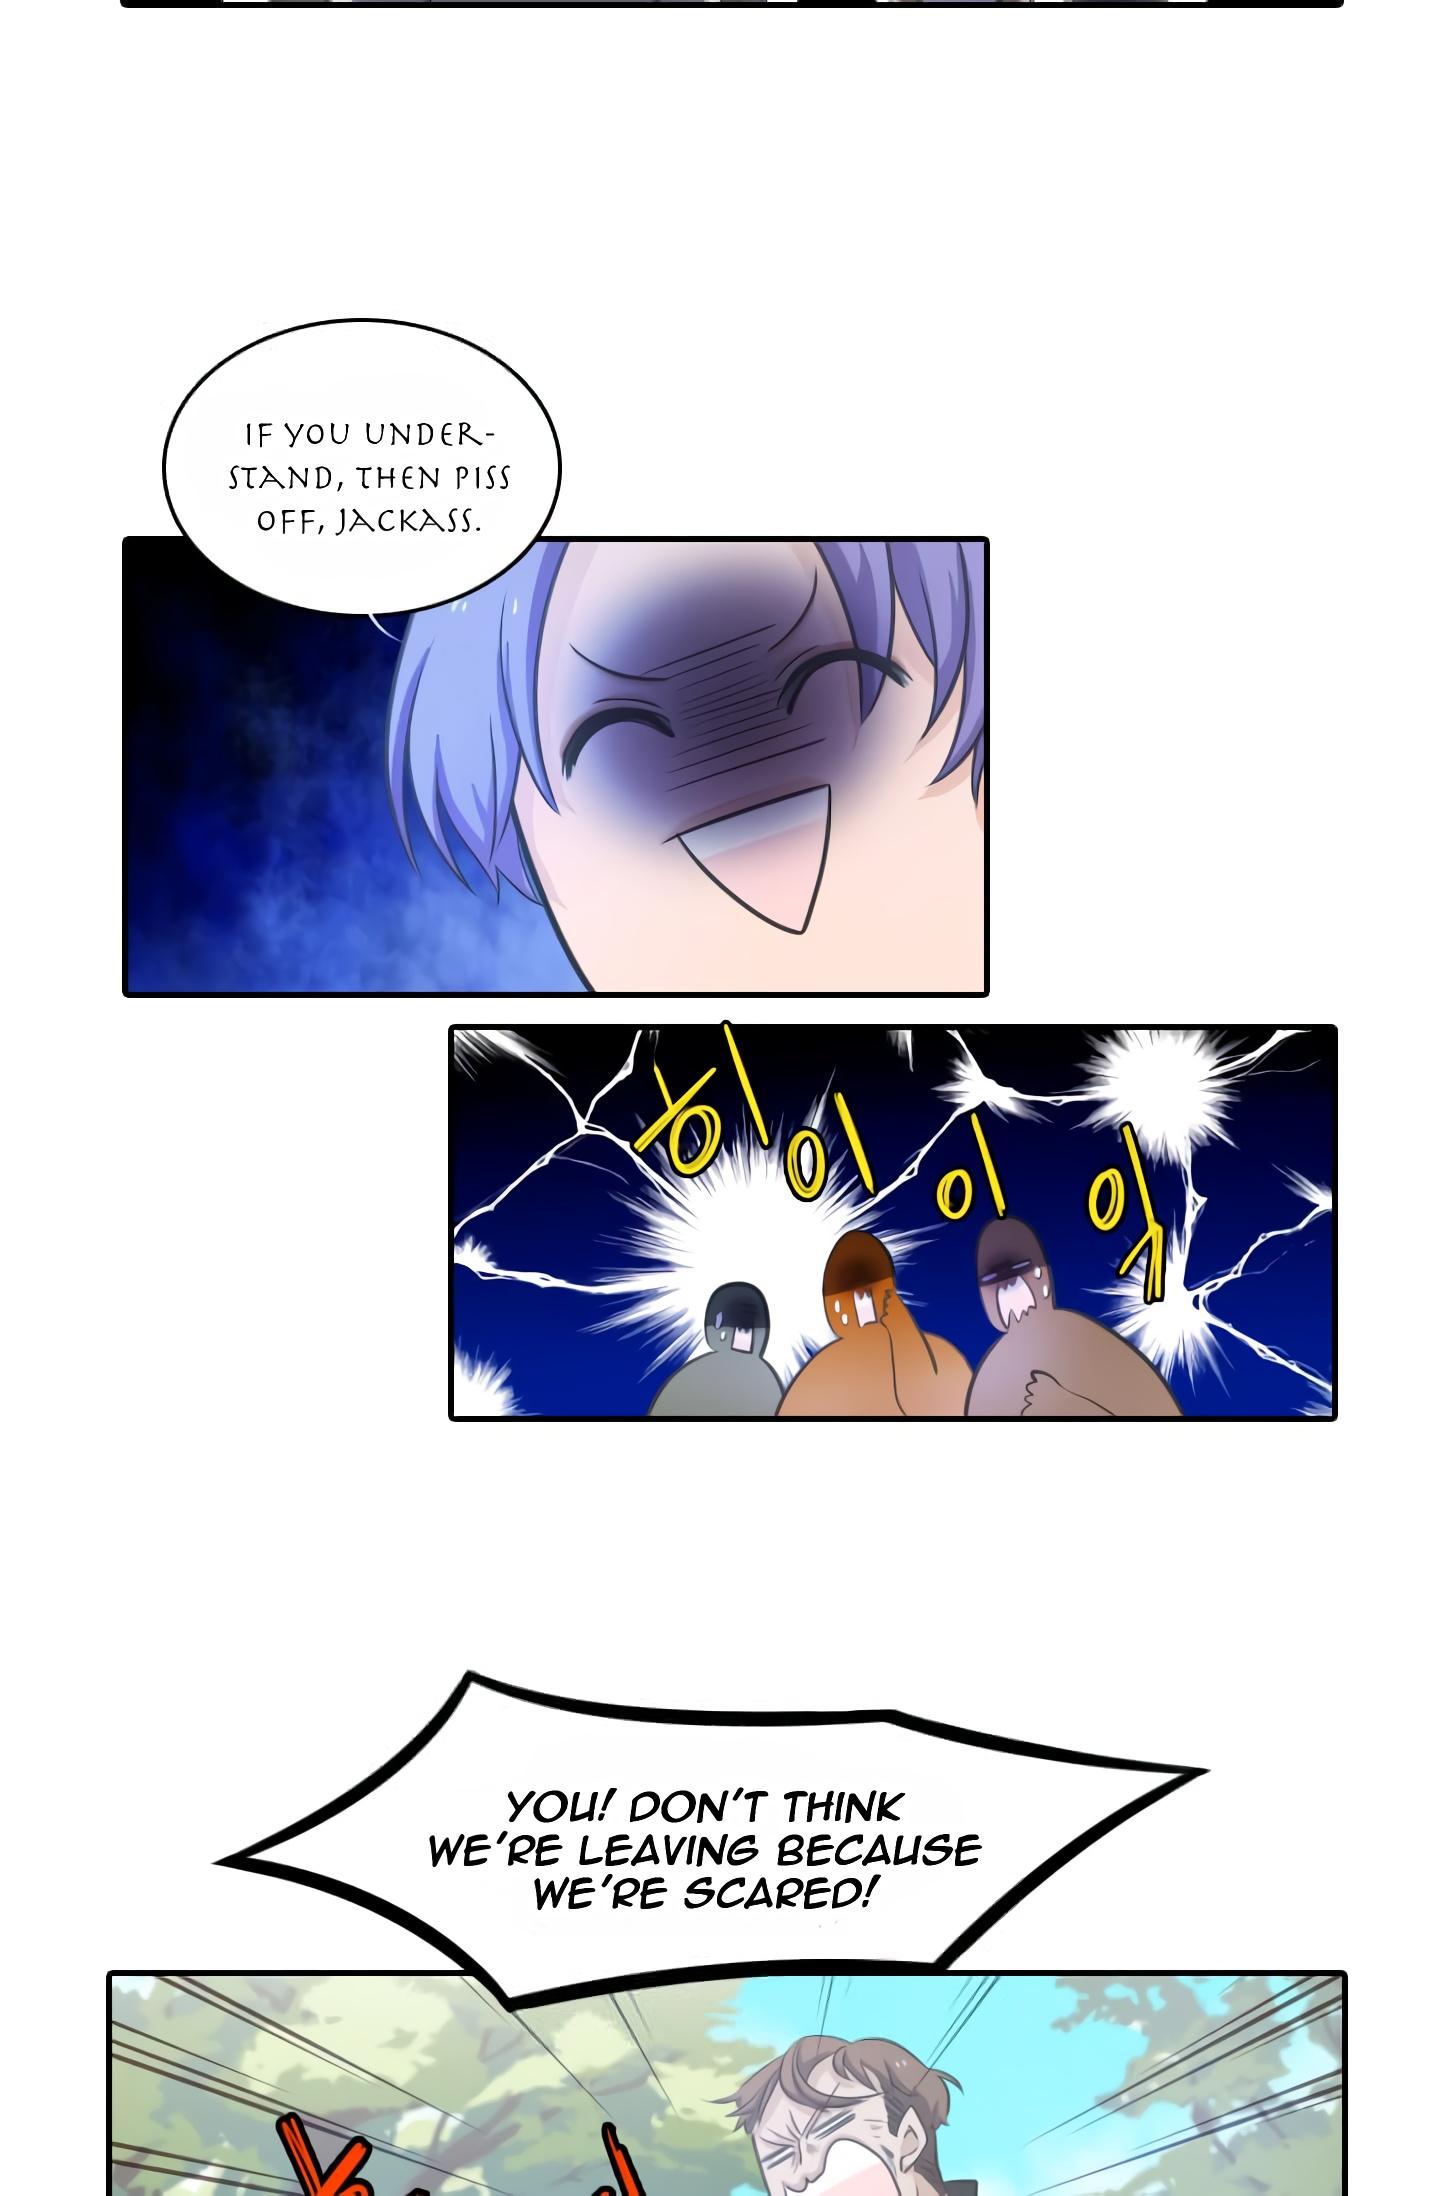 IF YOU UNDER-
STAND, THEN PISS
OFF, JACKASS.
히이이익
YOU! DON'T THINK
WE'RE LEAVING BECAUSE
WE'RE SCARED!